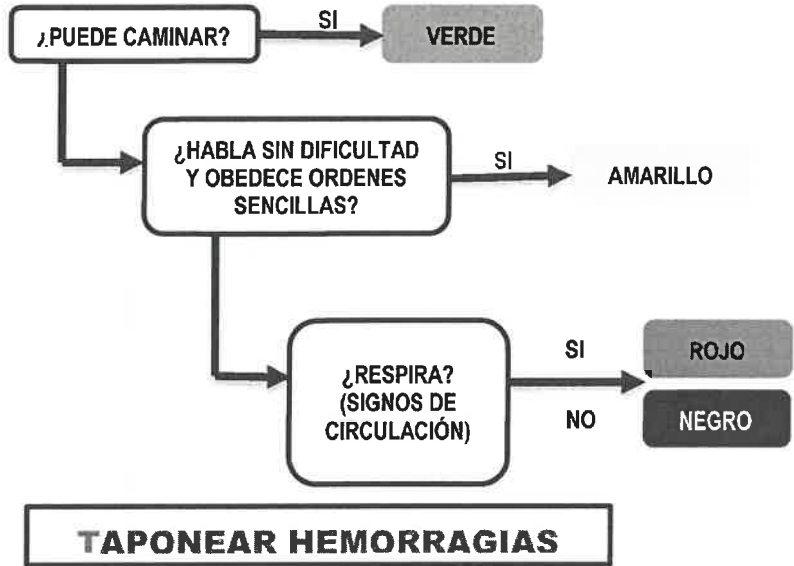 ¿PUEDE CAMINAR?
SI
VERDE
¿HABLA SIN DIFICULTAD
Y OBEDECE ORDENES
SENCILLAS?
SI
AMARILLO
¿RESPIRA?
(SIGNOS DE
CIRCULACIÓN)
SI
ROJO
NO
NEGRO
TAPONEAR HEMORRAGIAS